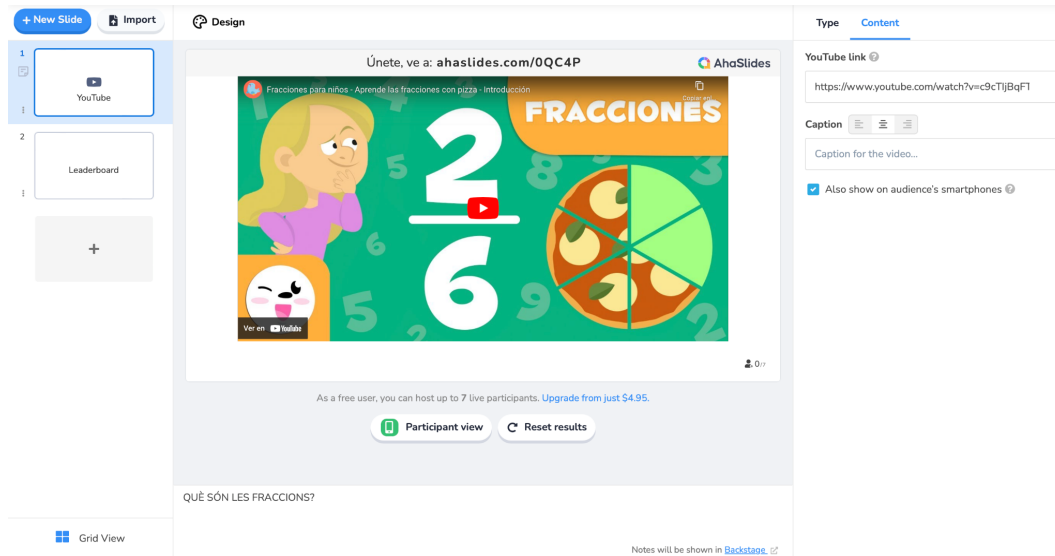 + New Slide
Import
Design
Type
Content
1
YouTube
2
Leaderboard
+
Grid View
Únete, ve a: ahaslides.com/0QC4P
AhaSlides
Fracciones para niños - Aprende las fracciones con pizza - Introducción
Copiar enl...
FRACCIONES
2
6
Ver en YouTube
0/7
As a free user, you can host up to 7 live participants. Upgrade from just $4.95.
Participant view
Reset results
QUÈ SÓN LES FRACCIONS?
Notes will be shown in Backstage
YouTube link
https://www.youtube.com/watch?v=c9cTIjBqF1
Caption
Caption for the video...
Also show on audience's smartphones